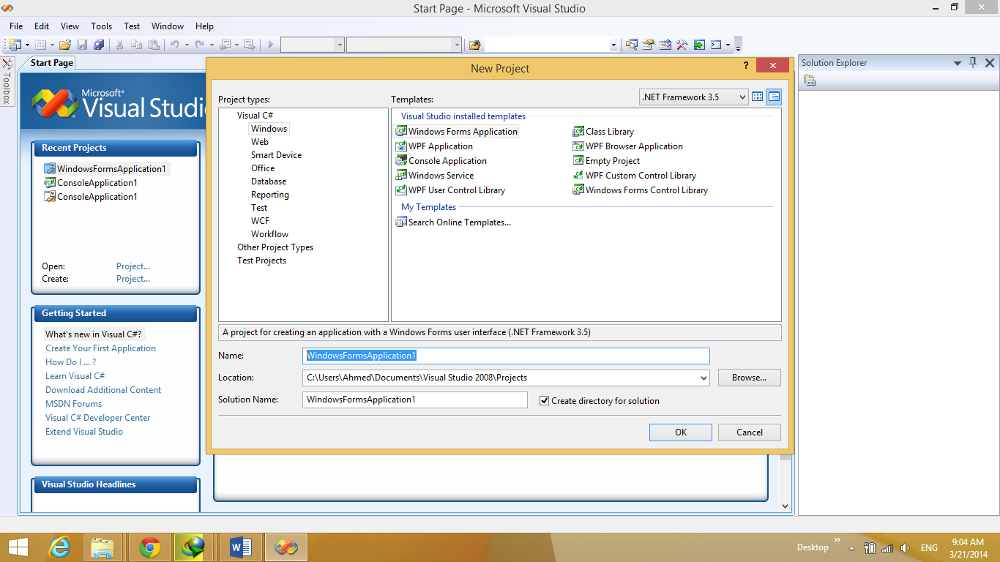 Start Page - Microsoft Visual Studio
File Edit View Tools Test Window Help
Toolbox
Start Page
Microsoft®
Visual Studi
Recent Projects
WindowsFormsApplication1
ConsoleApplication1
ConsoleApplication1
Open: Project...
Create: Project...
Getting Started
What's new in Visual C#?
Create Your First Application
How Do I ... ?
Learn Visual C#
Download Additional Content
MSDN Forums
Visual C# Developer Center
Extend Visual Studio
Visual Studio Headlines
New Project
?
Project types:
Visual C#
Windows
Web
Smart Device
Office
Database
Reporting
Test
WCF
Workflow
Other Project Types
Test Projects
Templates:
.NET Framework 3.5
Visual Studio installed templates
Windows Forms Application
WPF Application
Console Application
Windows Service
WPF User Control Library
Class Library
WPF Browser Application
Empty Project
WPF Custom Control Library
Windows Forms Control Library
My Templates
Search Online Templates...
A project for creating an application with a Windows Forms user interface (.NET Framework 3.5)
Name: WindowsFormsApplication1
Location: C:\Users\Ahmed\Documents\Visual Studio 2008\Projects Browse...
Solution Name: WindowsFormsApplication1 Create directory for solution
OK Cancel
Solution Explorer
Desktop
ENG
9:04 AM
3/21/2014